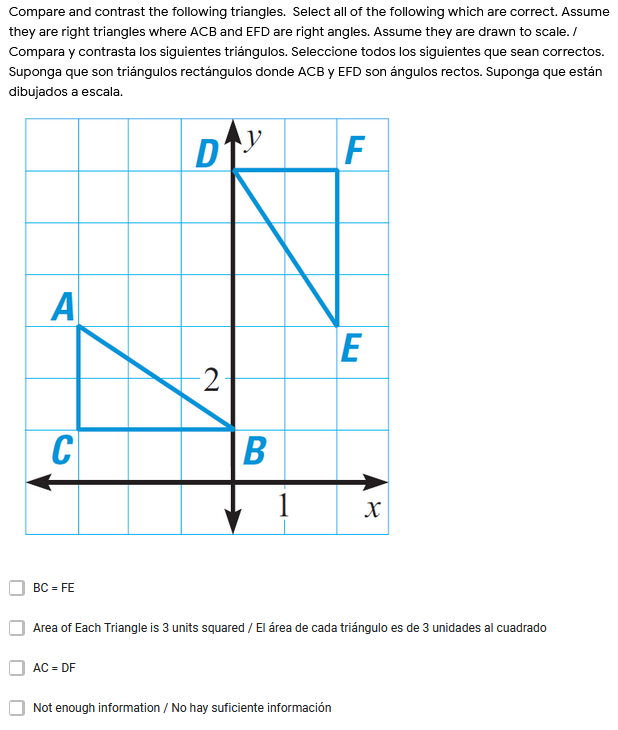 Compare and contrast the following triangles.  Select all of the following which are correct. Assume
they are right triangles where ACB and EFD are right angles. Assume they are drawn to scale. /
Compara y contrasta los siguientes triángulos. Seleccione todos los siguientes que sean correctos.
Suponga que son triángulos rectángulos donde ACB y EFD son ángulos rectos. Suponga que están
dibujados a escala.
D y F
A
E
2
C B
1 x
BC = FE
Area of Each Triangle is 3 units squared / El área de cada triángulo es de 3 unidades al cuadrado
AC = DF
Not enough information / No hay suficiente información